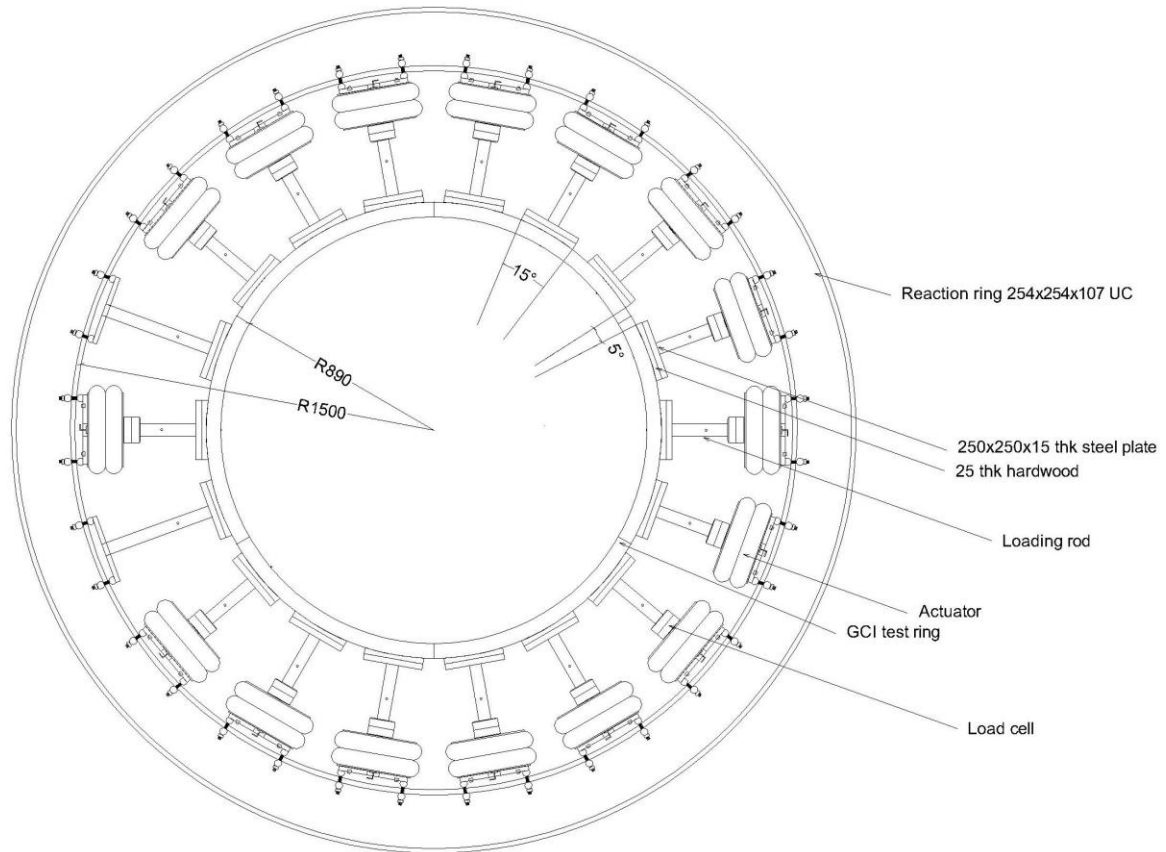 15°
5°
Reaction ring 254x254x107 UC
R890
R1500
250x250x15 thk steel plate
25 thk hardwood
Loading rod
Actuator
GCI test ring
Load cell